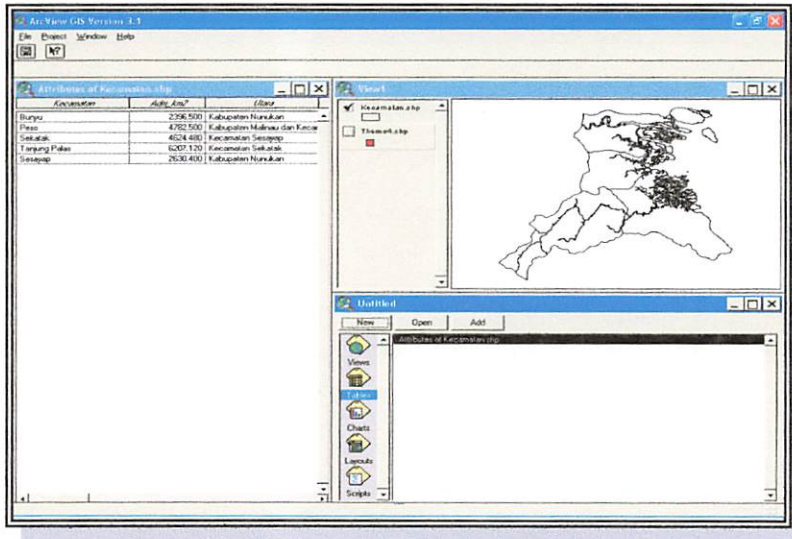 ArcView GIS Version 3.1
File Project Window Help
Attributes of Kecamatan.shp
Kecamatan Adm_km2 Utara
Bunyu 2396.500 Kabupaten Nunukan
Peso 4782.500 Kabupaten Malinau dan Kecar
Sekatak 4624.480 Kecamatan Sesayap
Tanjung Palas 6207.120 Kecamatan Sekatak
Sesayap 2630.400 Kabupaten Nunukan
View1
Kecamatan.shp
Theme4.shp
Untitled
New Open Add
Attributes of Kecamatan.shp
Views
Tables
Charts
Layouts
Scripts